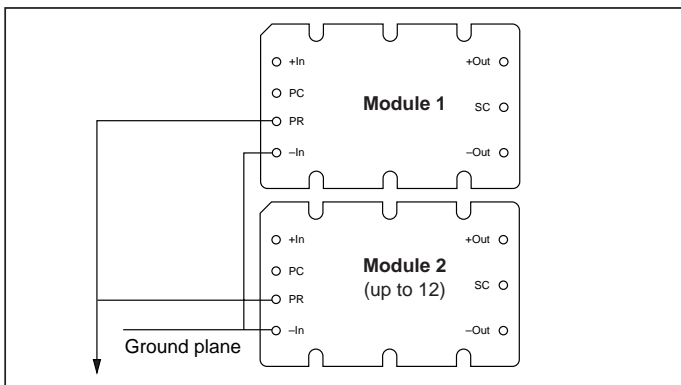 +In
+Out
PC
Module 1
SC
PR
–In
–Out
+In
+Out
Module 2
PC
(up to 12)
SC
PR
–In
–Out
Ground plane